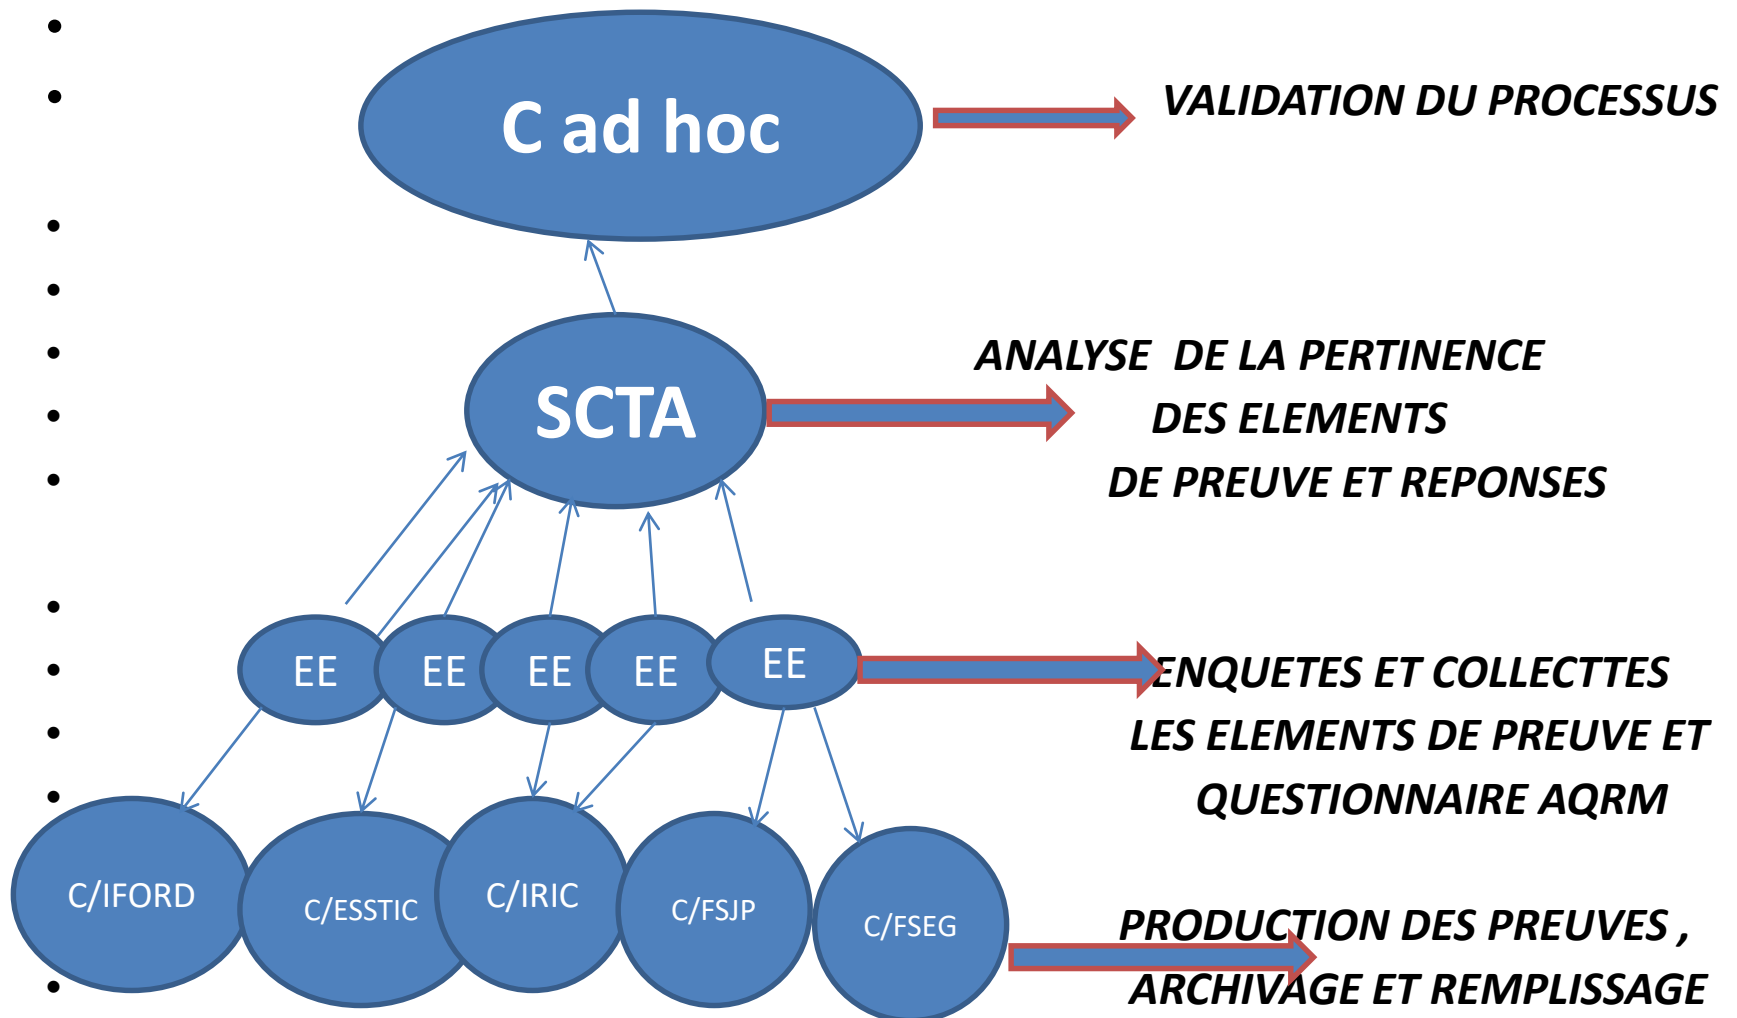 C ad hoc
VALIDATION DU PROCESSUS
SCTA
ANALYSE DE LA PERTINENCE
DES ELEMENTS
DE PREUVE ET REPONSES
EE
EE
EE
EE
EE
ENQUETES ET COLLECTTES
LES ELEMENTS DE PREUVE ET
QUESTIONNAIRE AQRM
C/IFORD
C/ESSTIC
C/IRIC
C/FSJP
C/FSEG
PRODUCTION DES PREUVES ,
ARCHIVAGE ET REMPLISSAGE